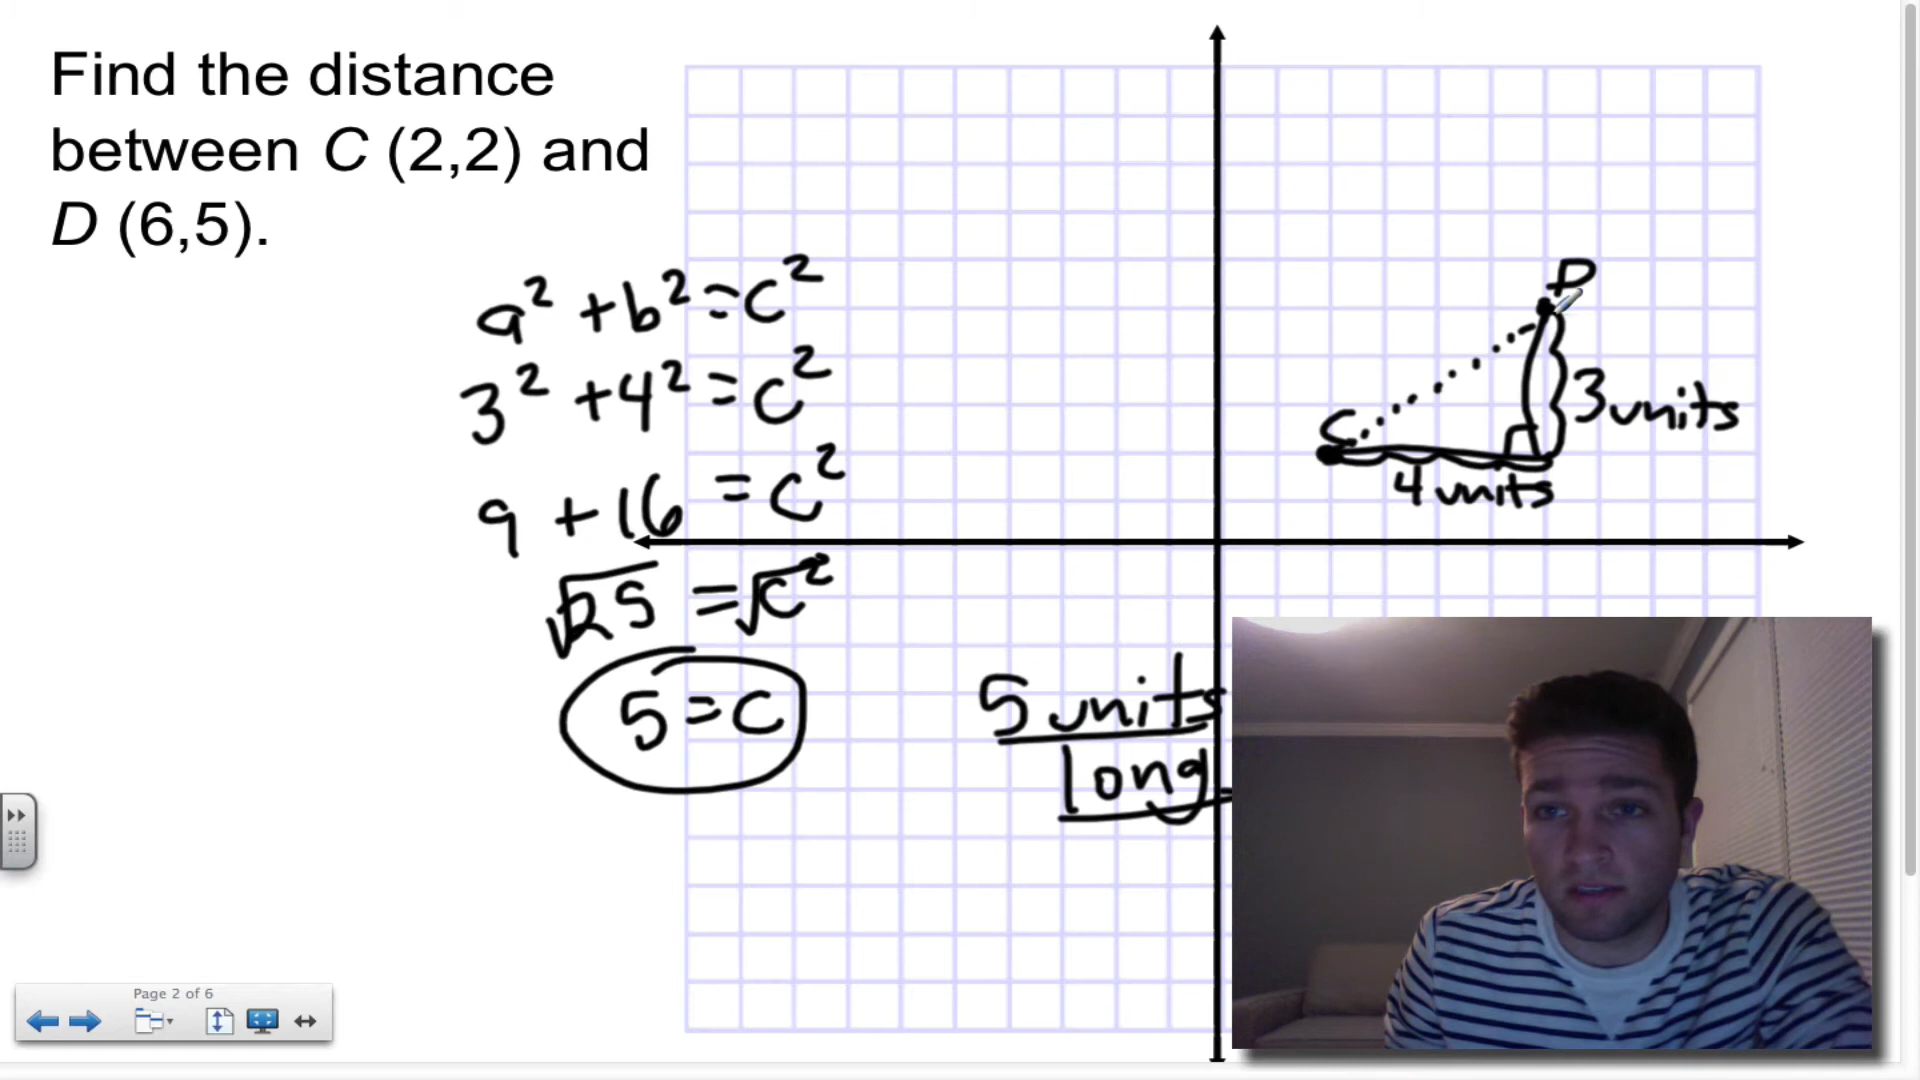 Find the distance
between C (2,2) and
D (6,5).
a² + b² = c²
3² + 4² = c²
9 + 16 = c²
√25 = √c²
5 = c
D
C
3 units
4 units
5 units
long
Page 2 of 6